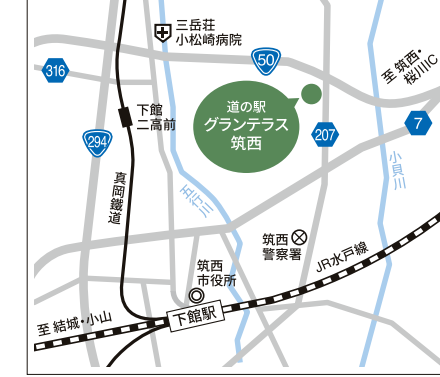 三岳荘
小松崎病院
50
316
至 筑西・
桜川IC
道の駅
グランテラス
筑西
下館
二高前
207
7
294
小貝川
真岡鐵道
五行川
筑西
警察署
JR水戸線
筑西
市役所
下館駅
至 結城・小山